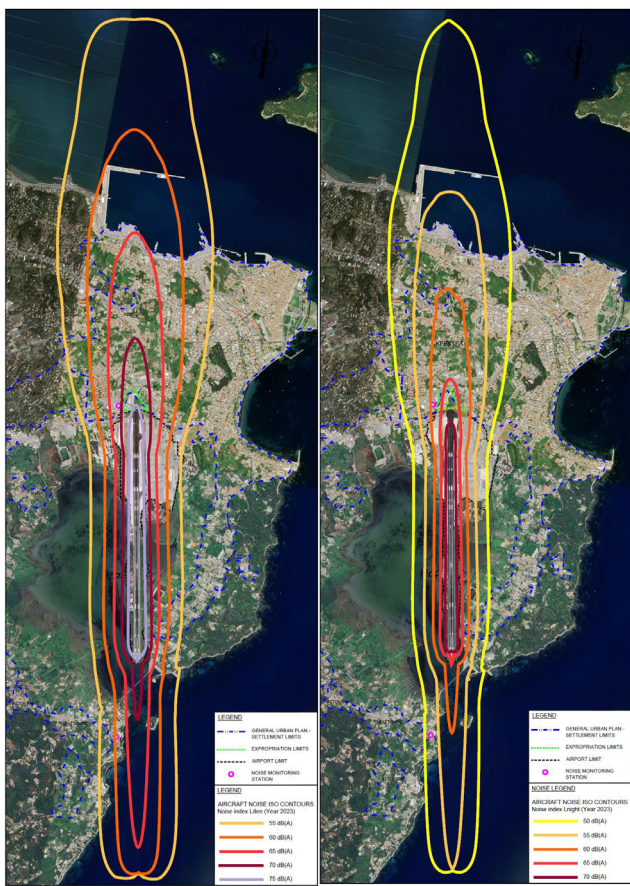 LEGEND
GENERAL URBAN PLAN -
SETTLEMENT LIMITS
EXPROPRIATION LIMITS
AIRPORT LIMIT
NOISE MONITORING
STATION
LEGEND
AIRCRAFT NOISE ISO CONTOURS
Noise index Lden (Year 2023)
55 dB(A)
60 dB(A)
65 dB(A)
70 dB(A)
75 dB(A)
LEGEND
GENERAL URBAN PLAN -
SETTLEMENT LIMITS
EXPROPRIATION LIMITS
AIRPORT LIMIT
NOISE MONITORING
STATION
NOISE LEGEND
AIRCRAFT NOISE ISO CONTOURS
Noise index Lnight (Year 2023)
50 dB(A)
55 dB(A)
60 dB(A)
65 dB(A)
70 dB(A)